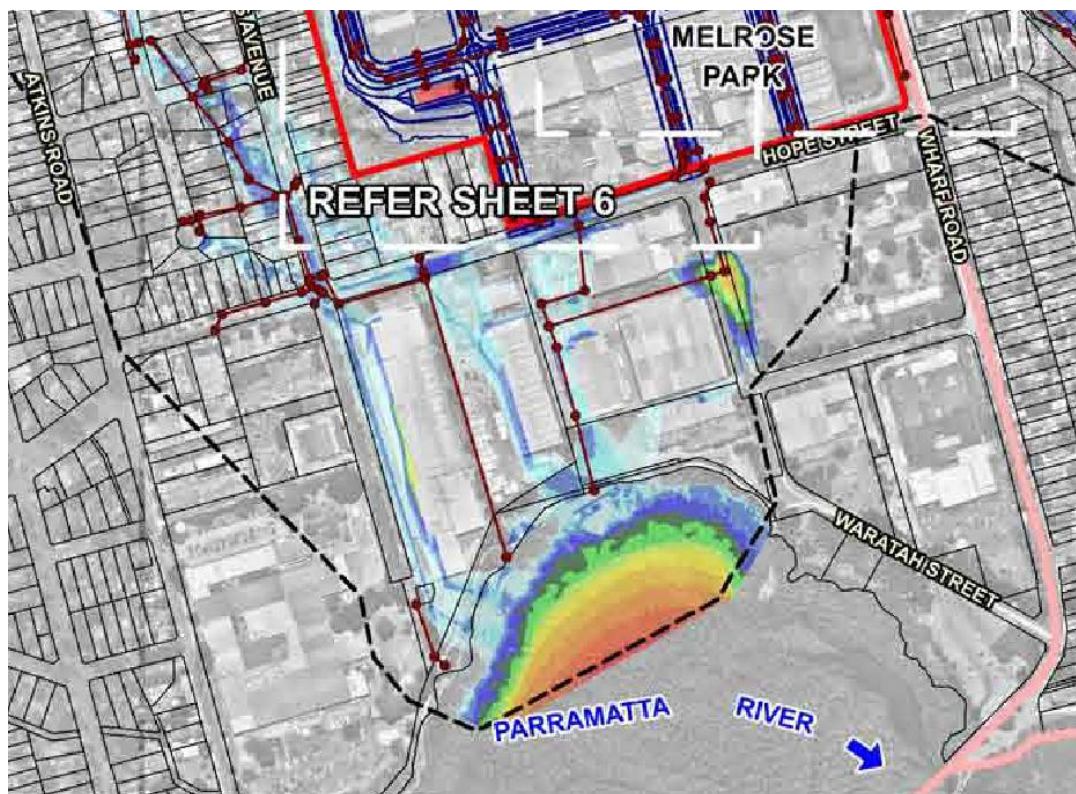 MELROSE
PARK
S AVENUE
ATKINS ROAD
HOPE STREET
WHARF ROAD
REFER SHEET 6
WARATAH STREET
PARRAMATTA RIVER